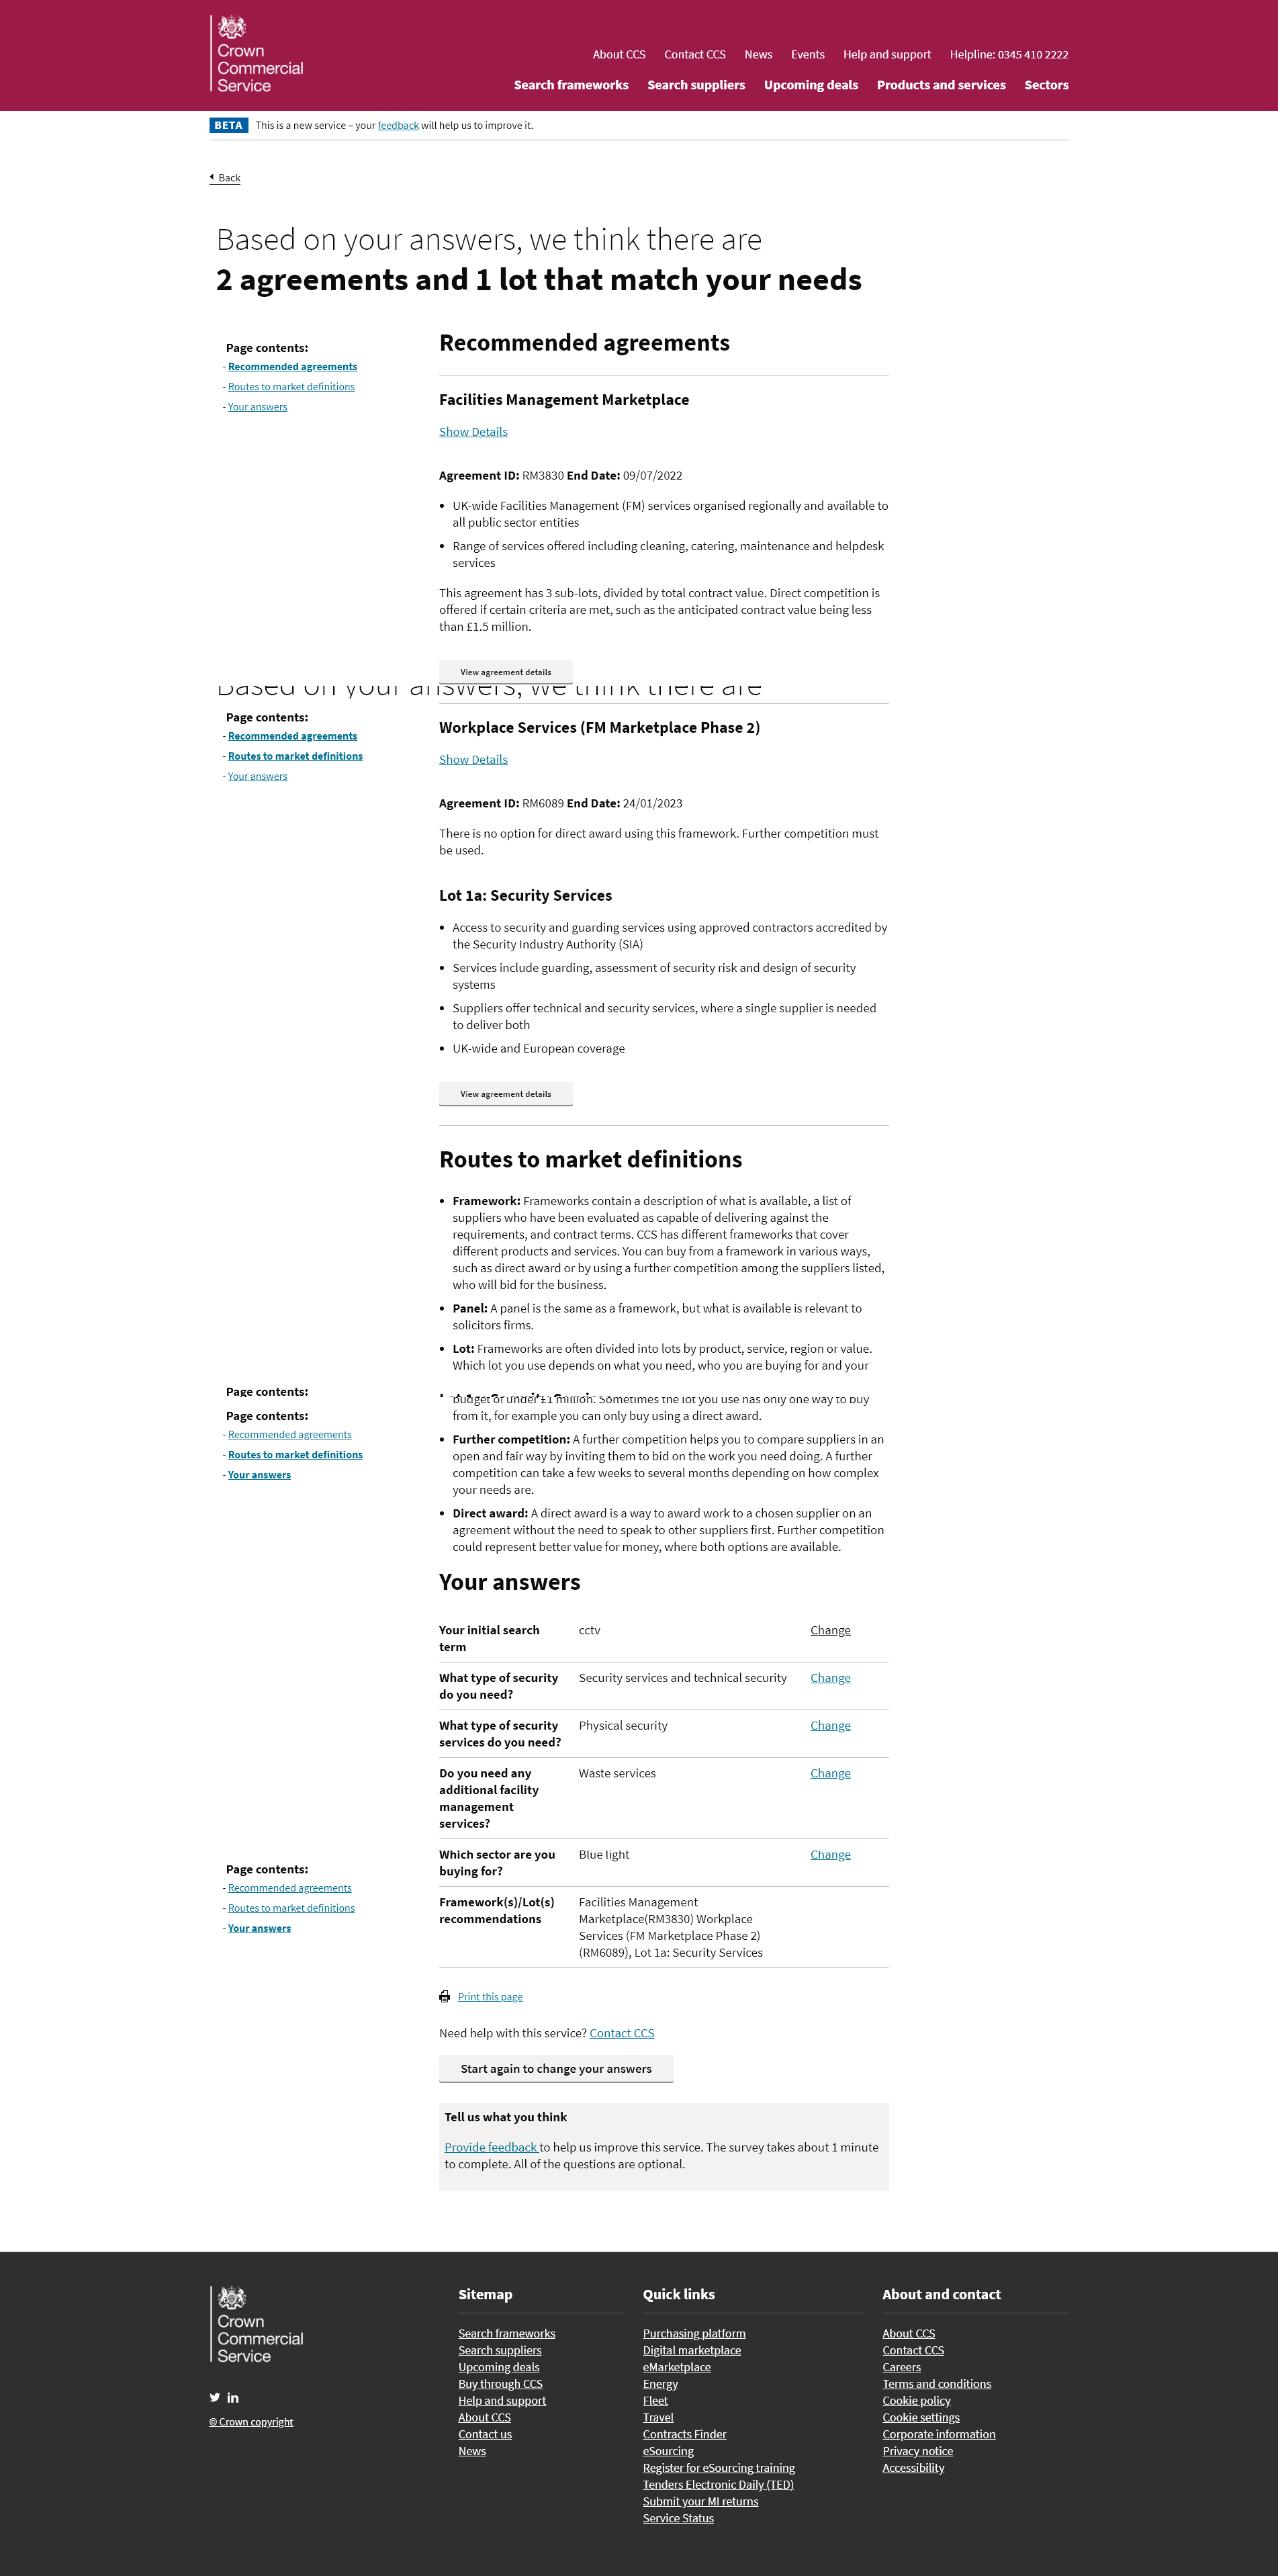 Crown
Commercial
Service
About CCS Contact CCS News Events Help and support Helpline: 0345 410 2222
Search frameworks Search suppliers Upcoming deals Products and services Sectors
BETA This is a new service – your feedback will help us to improve it.
Back
Based on your answers, we think there are
2 agreements and 1 lot that match your needs
Page contents:
- Recommended agreements
- Routes to market definitions
- Your answers
Recommended agreements
Facilities Management Marketplace
Show Details
Agreement ID: RM3830 End Date: 09/07/2022
• UK-wide Facilities Management (FM) services organised regionally and available to
all public sector entities
• Range of services offered including cleaning, catering, maintenance and helpdesk
services
This agreement has 3 sub-lots, divided by total contract value. Direct competition is
offered if certain criteria are met, such as the anticipated contract value being less
than £1.5 million.
View agreement details
Based on your answers, we think there are
Page contents:
- Recommended agreements
- Routes to market definitions
- Your answers
Workplace Services (FM Marketplace Phase 2)
Show Details
Agreement ID: RM6089 End Date: 24/01/2023
There is no option for direct award using this framework. Further competition must
be used.
Lot 1a: Security Services
• Access to security and guarding services using approved contractors accredited by
the Security Industry Authority (SIA)
• Services include guarding, assessment of security risk and design of security
systems
• Suppliers offer technical and security services, where a single supplier is needed
to deliver both
• UK-wide and European coverage
View agreement details
Routes to market definitions
• Framework: Frameworks contain a description of what is available, a list of
suppliers who have been evaluated as capable of delivering against the
requirements, and contract terms. CCS has different frameworks that cover
different products and services. You can buy from a framework in various ways,
such as direct award or by using a further competition among the suppliers listed,
who will bid for the business.
• Panel: A panel is the same as a framework, but what is available is relevant to
solicitors firms.
• Lot: Frameworks are often divided into lots by product, service, region or value.
Which lot you use depends on what you need, who you are buying for and your
budget of under £1 million. Sometimes the lot you use has only one way to buy
from it, for example you can only buy using a direct award.
• Further competition: A further competition helps you to compare suppliers in an
open and fair way by inviting them to bid on the work you need doing. A further
competition can take a few weeks to several months depending on how complex
your needs are.
• Direct award: A direct award is a way to award work to a chosen supplier on an
agreement without the need to speak to other suppliers first. Further competition
could represent better value for money, where both options are available.
Page contents:
Page contents:
- Recommended agreements
- Routes to market definitions
- Your answers
Your answers
Your initial search
term
cctv
Change
What type of security
do you need?
Security services and technical security
Change
What type of security
services do you need?
Physical security
Change
Do you need any
additional facility
management
services?
Waste services
Change
Which sector are you
buying for?
Blue light
Change
Framework(s)/Lot(s)
recommendations
Facilities Management
Marketplace(RM3830) Workplace
Services (FM Marketplace Phase 2)
(RM6089), Lot 1a: Security Services
Page contents:
- Recommended agreements
- Routes to market definitions
- Your answers
Print this page
Need help with this service? Contact CCS
Start again to change your answers
Tell us what you think
Provide feedback to help us improve this service. The survey takes about 1 minute
to complete. All of the questions are optional.
Crown
Commercial
Service
© Crown copyright
Sitemap
Search frameworks
Search suppliers
Upcoming deals
Buy through CCS
Help and support
About CCS
Contact us
News
Quick links
Purchasing platform
Digital marketplace
eMarketplace
Energy
Fleet
Travel
Contracts Finder
eSourcing
Register for eSourcing training
Tenders Electronic Daily (TED)
Submit your MI returns
Service Status
About and contact
About CCS
Contact CCS
Careers
Terms and conditions
Cookie policy
Cookie settings
Corporate information
Privacy notice
Accessibility